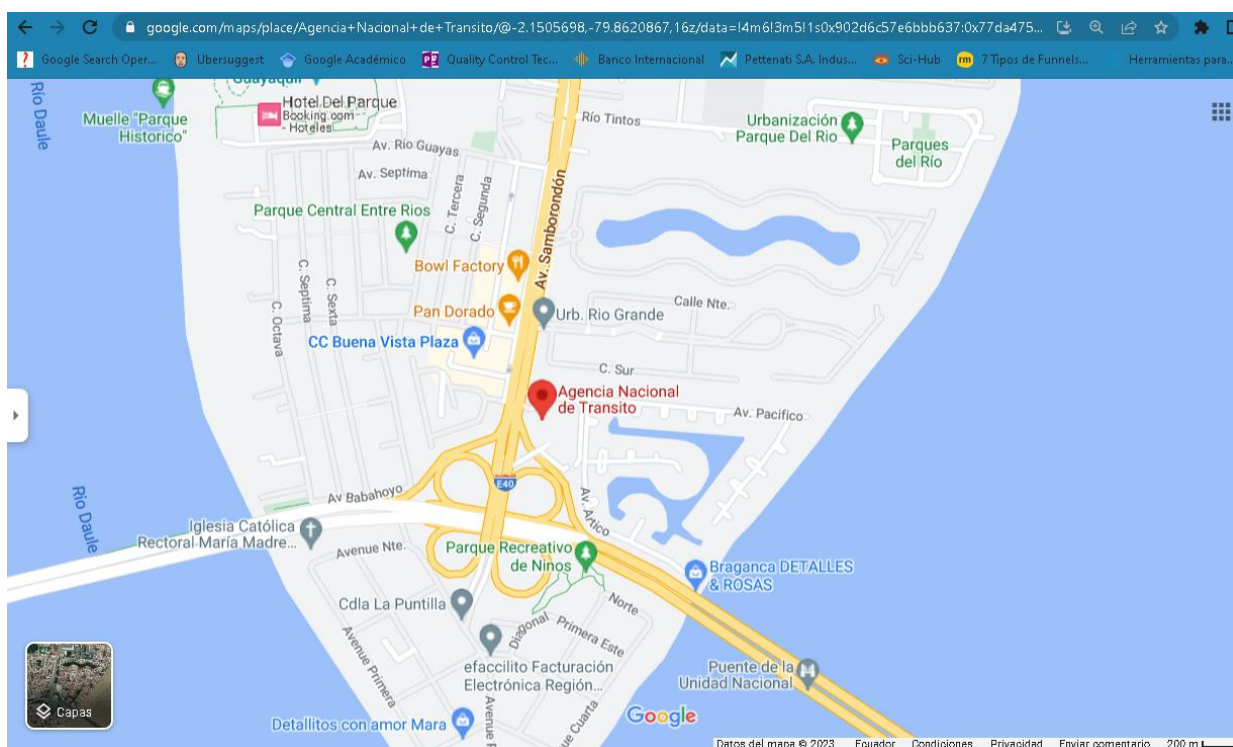 google.com/maps/place/Agencia+Nacional+de+Transito/@-2.1505698,-79.8620867,16z/data=!4m6!3m5!1s0x902d6c57e6bbb637:0x77da475...
Google Search Oper...
Ubersuggest
Google Académico
Quality Control Tec...
Banco Internacional
Pettenati S.A. Indus...
Sci-Hub
rm
7 Tipos de Funnels...
Herramientas para...
Río Daule
Muelle "Parque
Historico"
Guayaquil
Hotel Del Parque
Booking.com
- Hoteles
Río Tintos
Urbanización
Parque Del Rio
Parques
del Río
Av. Río Guayas
Av. Septima
C. Tercera
C. Segunda
Av. Samborondón
Parque Central Entre Rios
Bowl Factory
C. Septima
C. Sexta
C. Octava
Pan Dorado
Calle Nte.
Urb. Rio Grande
CC Buena Vista Plaza
C. Sur
Agencia Nacional
de Transito
Av. Pacifico
E40
Av. Artico
Río Daule
Av Babahoyo
Iglesia Católica
Rectoral María Madre...
Avenue Nte.
Parque Recreativo
de Ninos
Braganca DETALLES
& ROSAS
Cdla La Puntilla
Norte
Diagonal
Primera Este
Avenue Primera
efaccilito Facturación
Electrónica Región...
Puente de la
Unidad Nacional
Capas
Detallitos con amor Mara
Avenue P
ue Cuarta
Google
Datos del mapa © 2023
Ecuador
Condiciones
Privacidad
Enviar comentario
200 m